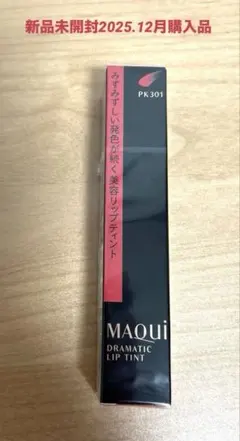 新品未開封2025.12月購入品
PK301
みずみずしい発色が続く美容リップティント
MAQui
DRAMATIC
LIP TINT